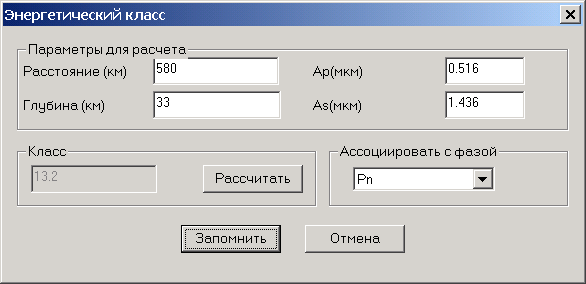 Энергетический класс
Параметры для расчета
Расстояние (км) 580 Ap(мкм) 0.516
Глубина (км) 33 As(мкм) 1.436
Класс Ассоциировать с фазой
13.2 Рассчитать Pn
Запомнить Отмена